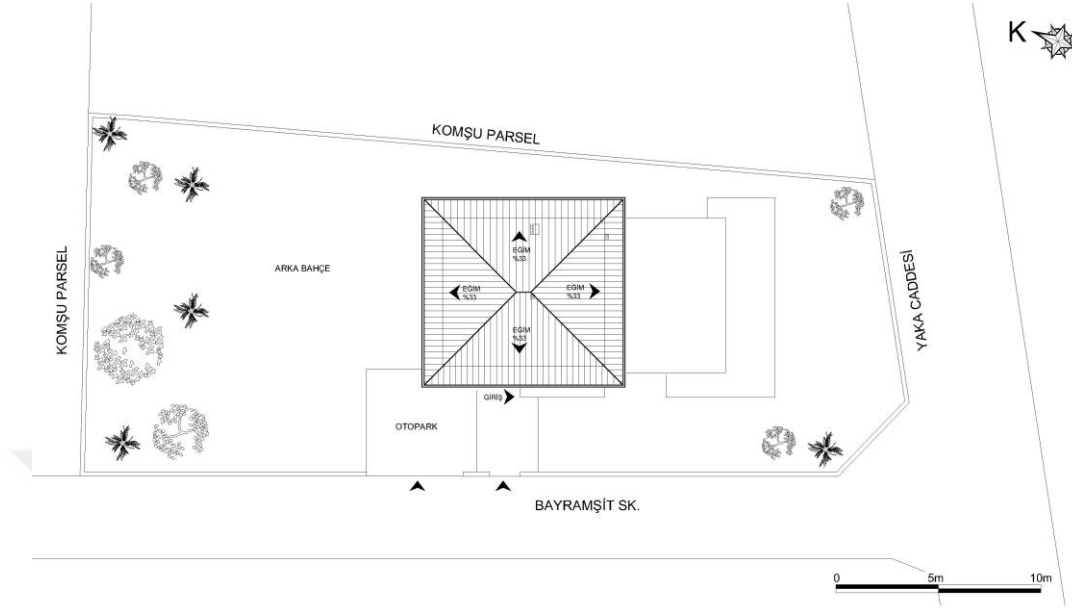 K
KOMŞU PARSEL
KOMŞU PARSEL
YAKA CADDESİ
ARKA BAHÇE
EĞİM
%33
EĞİM
%33
EĞİM
%33
EĞİM
%33
GİRİŞ
OTOPARK
BAYRAMŞİT SK.
0 5m 10m